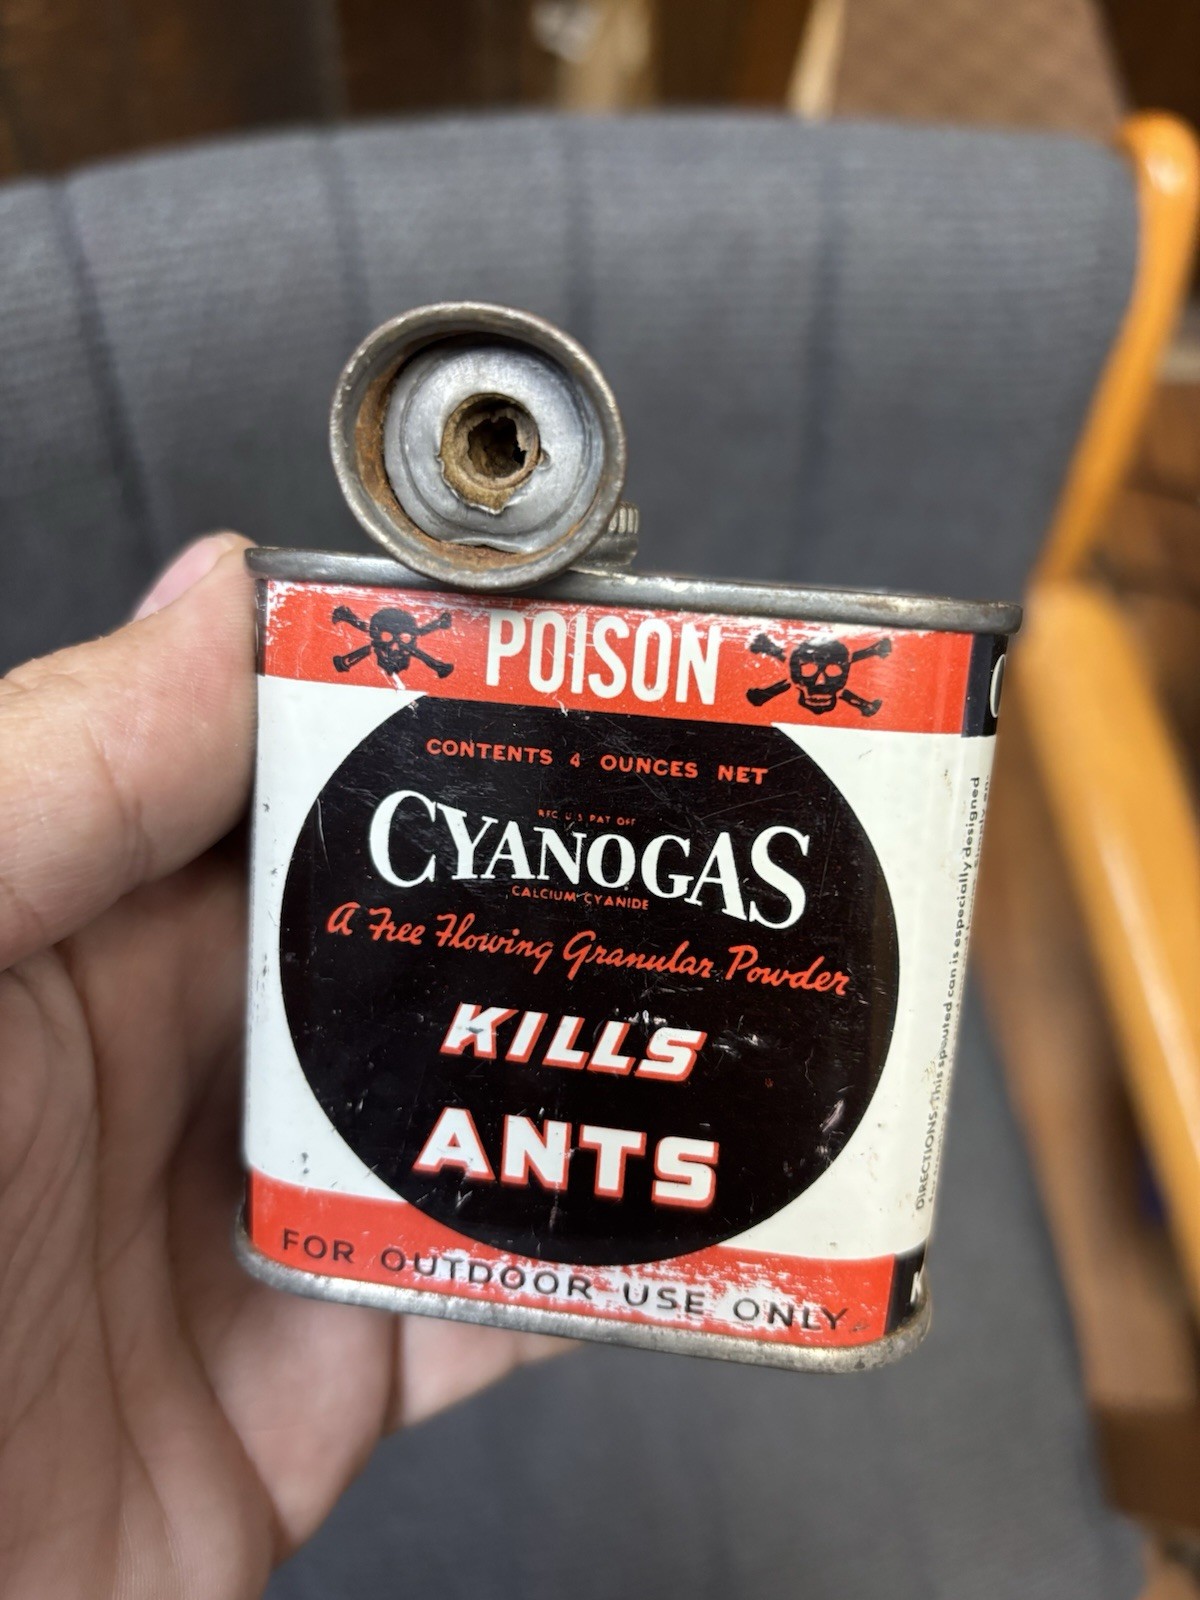 POISON
CONTENTS 4 OUNCES NET
REG. U S PAT OFF
CYANOGAS
CALCIUM CYANIDE
A Free Flowing Granular Powder
KILLS
ANTS
FOR OUTDOOR USE ONLY
DIRECTIONS: This spouted can is especially designed